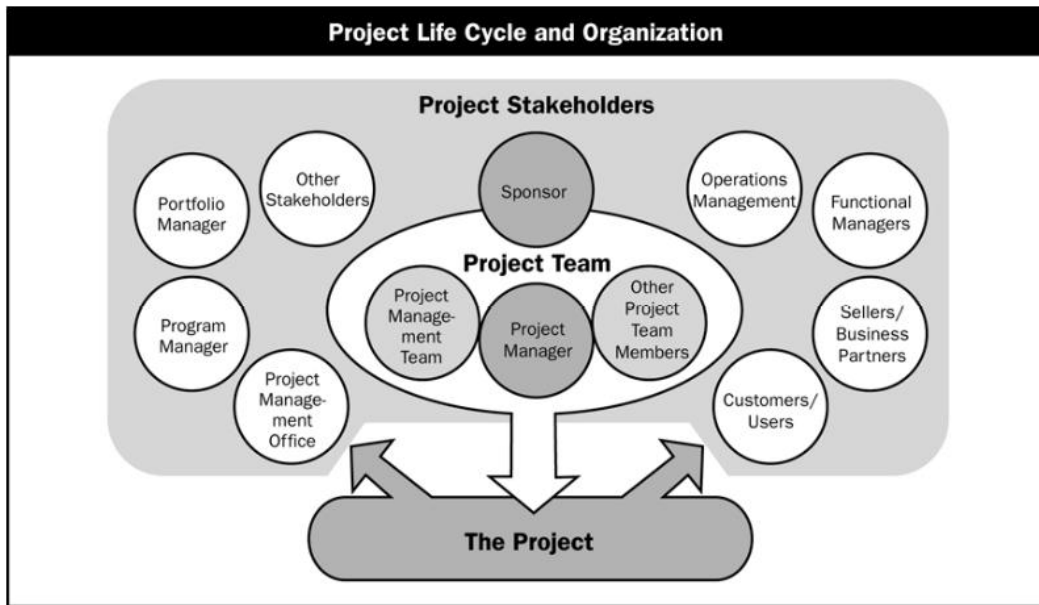 Project Life Cycle and Organization
Project Stakeholders
Portfolio
Manager
Other
Stakeholders
Sponsor
Operations
Management
Functional
Managers
Project Team
Program
Manager
Project
Manage-
ment
Team
Project
Manager
Other
Project
Team
Members
Sellers/
Business
Partners
Project
Manage-
ment
Office
Customers/
Users
The Project